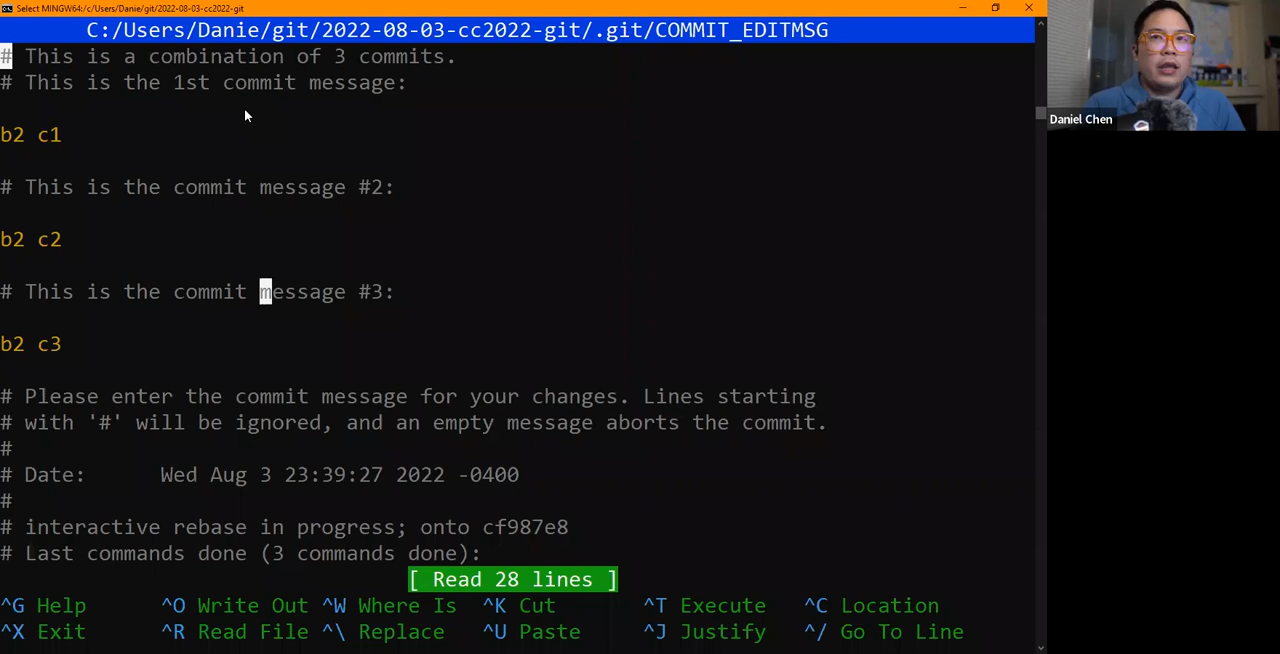 Select MINGW64:/c/Users/Danie/git/2022-08-03-cc2022-git
C:/Users/Danie/git/2022-08-03-cc2022-git/.git/COMMIT_EDITMSG
# This is a combination of 3 commits.
# This is the 1st commit message:
b2 c1
# This is the commit message #2:
b2 c2
# This is the commit message #3:
b2 c3
# Please enter the commit message for your changes. Lines starting
# with '#' will be ignored, and an empty message aborts the commit.
#
# Date:      Wed Aug 3 23:39:27 2022 -0400
#
# interactive rebase in progress; onto cf987e8
# Last commands done (3 commands done):
[ Read 28 lines ]
^G Help ^O Write Out ^W Where Is ^K Cut ^T Execute ^C Location
^X Exit ^R Read File ^\ Replace ^U Paste ^J Justify ^/ Go To Line
Daniel Chen